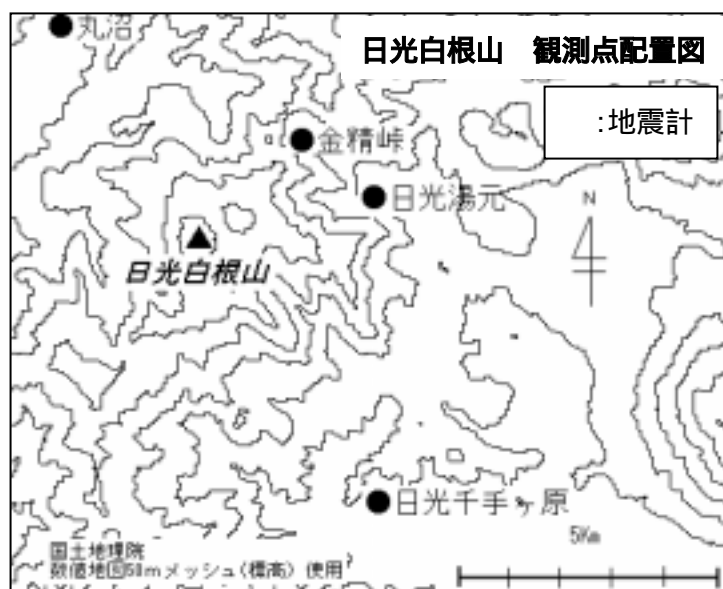 丸沼
日光白根山 観測点配置図
:地震計
金精峠
日光湯元
N
日光白根山
日光千手ヶ原
5Km
国土地理院
数値地図50mメッシュ(標高) 使用